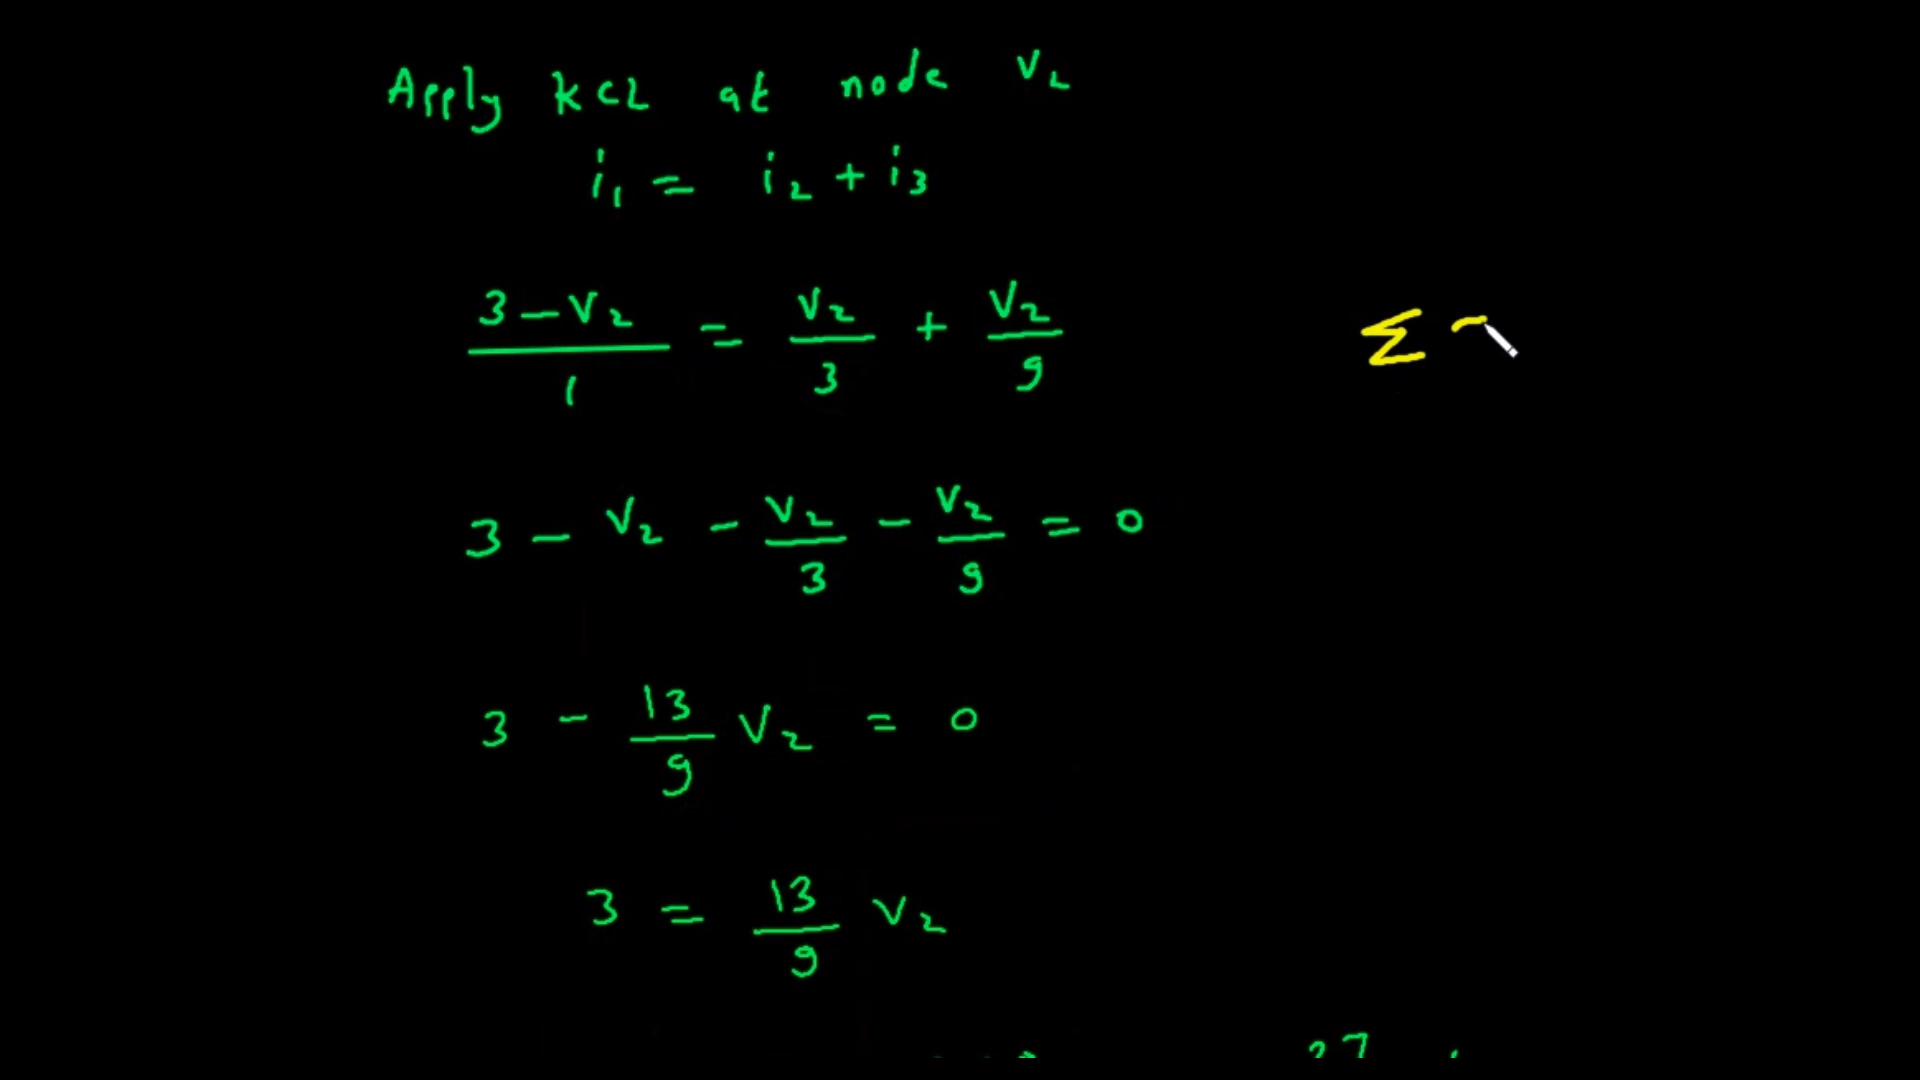 Apply KCL at node V₂
i₁ = i₂ + i₃
(3 - V₂)/1 = V₂/3 + V₂/9
Σ
3 - V₂ - V₂/3 - V₂/9 = 0
3 - 13/9 V₂ = 0
3 = 13/9 V₂
27